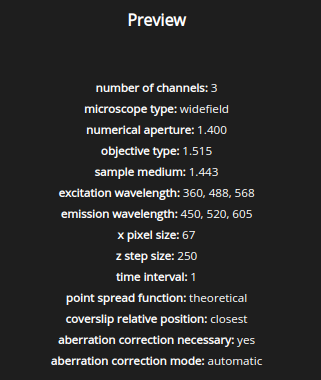 Preview
number of channels: 3
microscope type: widefield
numerical aperture: 1.400
objective type: 1.515
sample medium: 1.443
excitation wavelength: 360, 488, 568
emission wavelength: 450, 520, 605
x pixel size: 67
z step size: 250
time interval: 1
point spread function: theoretical
coverslip relative position: closest
aberration correction necessary: yes
aberration correction mode: automatic